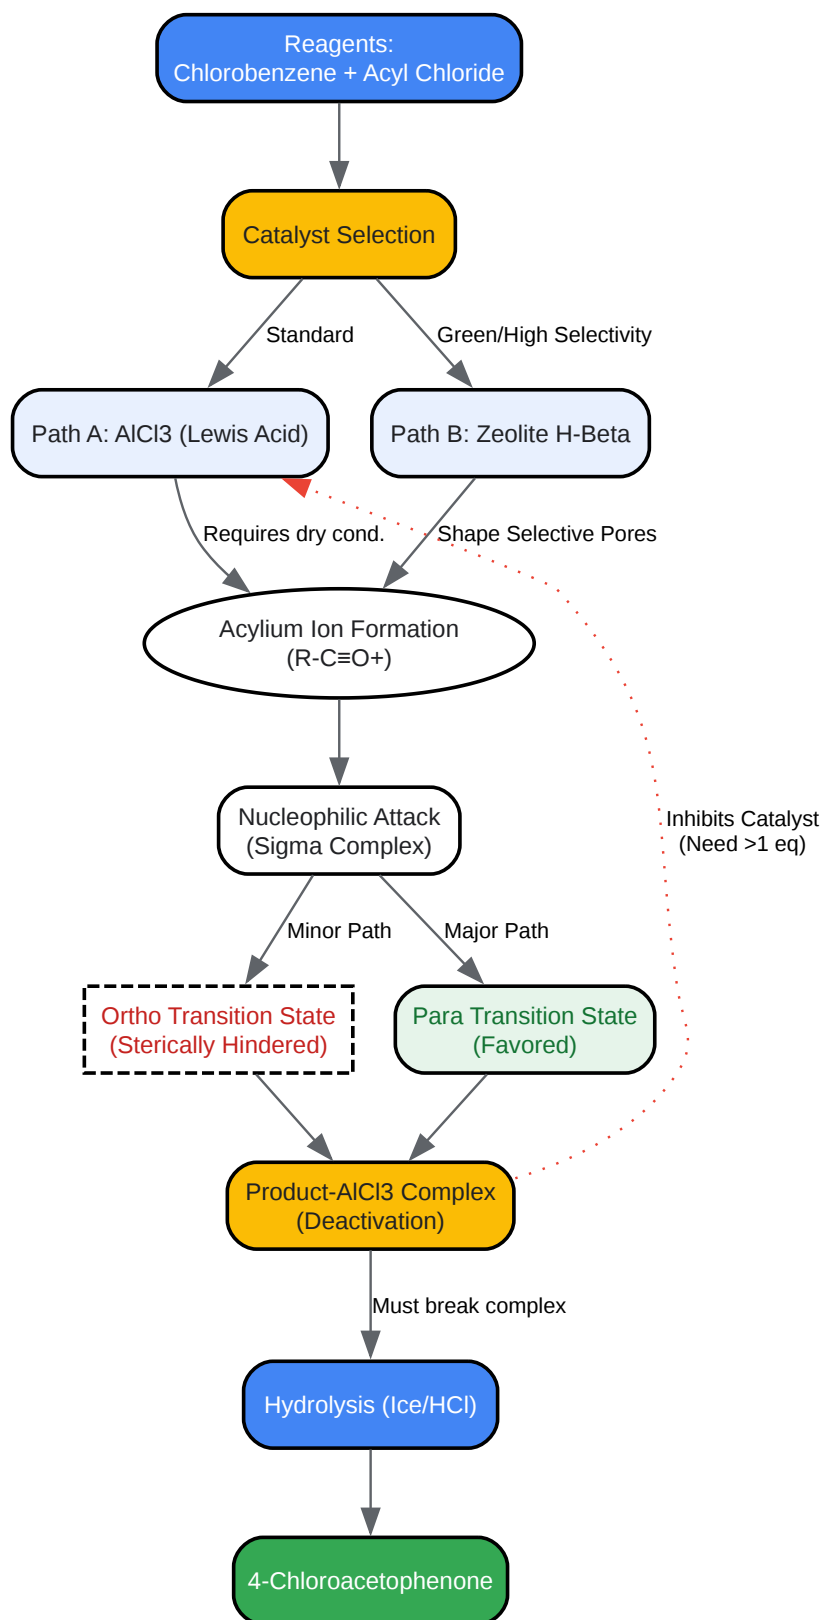 Reagents:
Chlorobenzene + Acyl Chloride
Catalyst Selection
Standard
Green/High Selectivity
Path A: AlCl3 (Lewis Acid)
Path B: Zeolite H-Beta
Requires dry cond.
Shape Selective Pores
Acylium Ion Formation
(R-C≡O+)
Nucleophilic Attack
(Sigma Complex)
Inhibits Catalyst
(Need >1 eq)
Minor Path
Major Path
Ortho Transition State
(Sterically Hindered)
Para Transition State
(Favored)
Product-AlCl3 Complex
(Deactivation)
Must break complex
Hydrolysis (Ice/HCl)
4-Chloroacetophenone